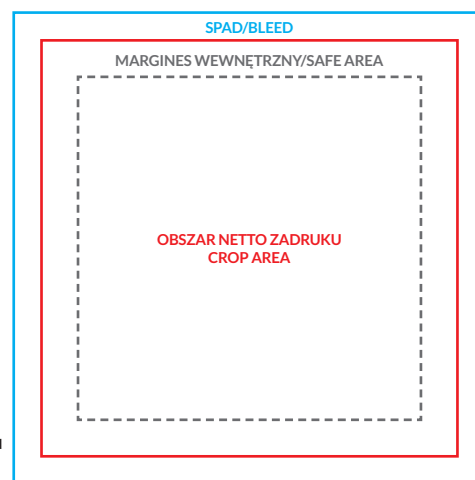 SPAD/BLEED
MARGINES WEWNĘTRZNY/SAFE AREA
OBSZAR NETTO ZADRUKU
CROP AREA